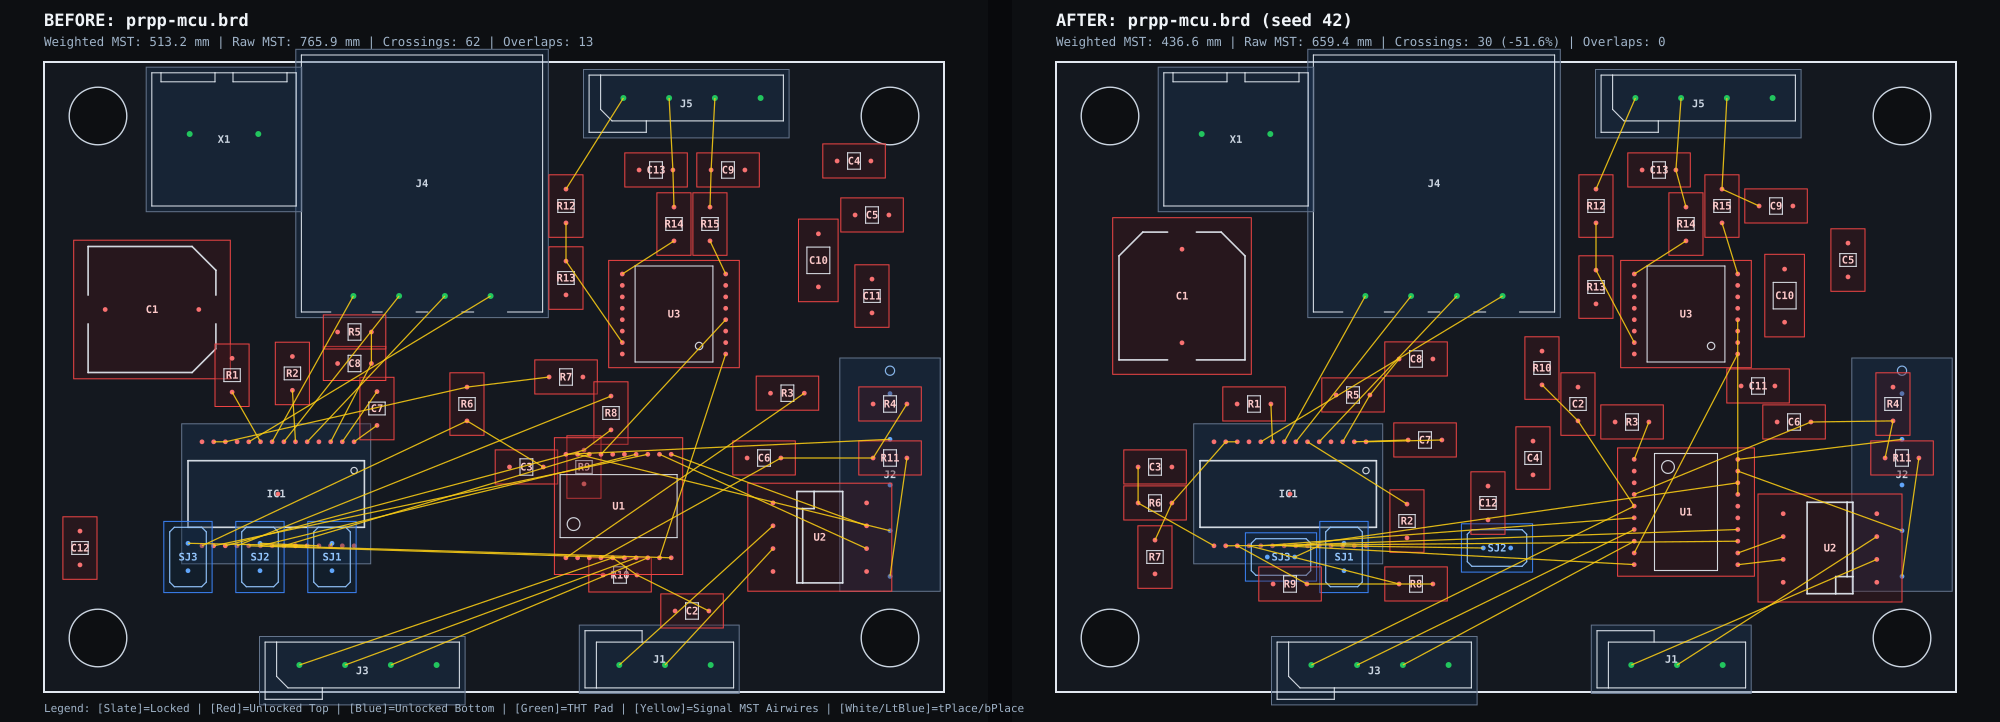 BEFORE: prpp-mcu.brd
Weighted MST: 513.2 mm | Raw MST: 765.9 mm | Crossings: 62 | Overlaps: 13
X1
J4
J5
C13
C9
C4
R12
R14
R15
C5
C10
R13
C11
C1
U3
R5
C8
R1
R2
R7
R3
C7
R6
R8
R4
C3
R9
C6
R11
J2
IC1
U1
U2
C12
SJ3
SJ2
SJ1
R10
C2
J3
J1
Legend: [Slate]=Locked | [Red]=Unlocked Top | [Blue]=Unlocked Bottom | [Green]=THT Pad | [Yellow]=Signal MST Airwires | [White/LtBlue]=tPlace/bPlace
AFTER: prpp-mcu.brd (seed 42)
Weighted MST: 436.6 mm | Raw MST: 659.4 mm | Crossings: 30 (-51.6%) | Overlaps: 0
X1
J4
J5
C13
R12
R14
R15
C9
C5
C1
R13
C10
U3
C8
R10
C11
R5
R1
C2
R4
R3
C6
C7
C4
C3
R11
J2
IC1
R6
C12
R2
U1
SJ2
U2
R7
SJ3
SJ1
R9
R8
J3
J1